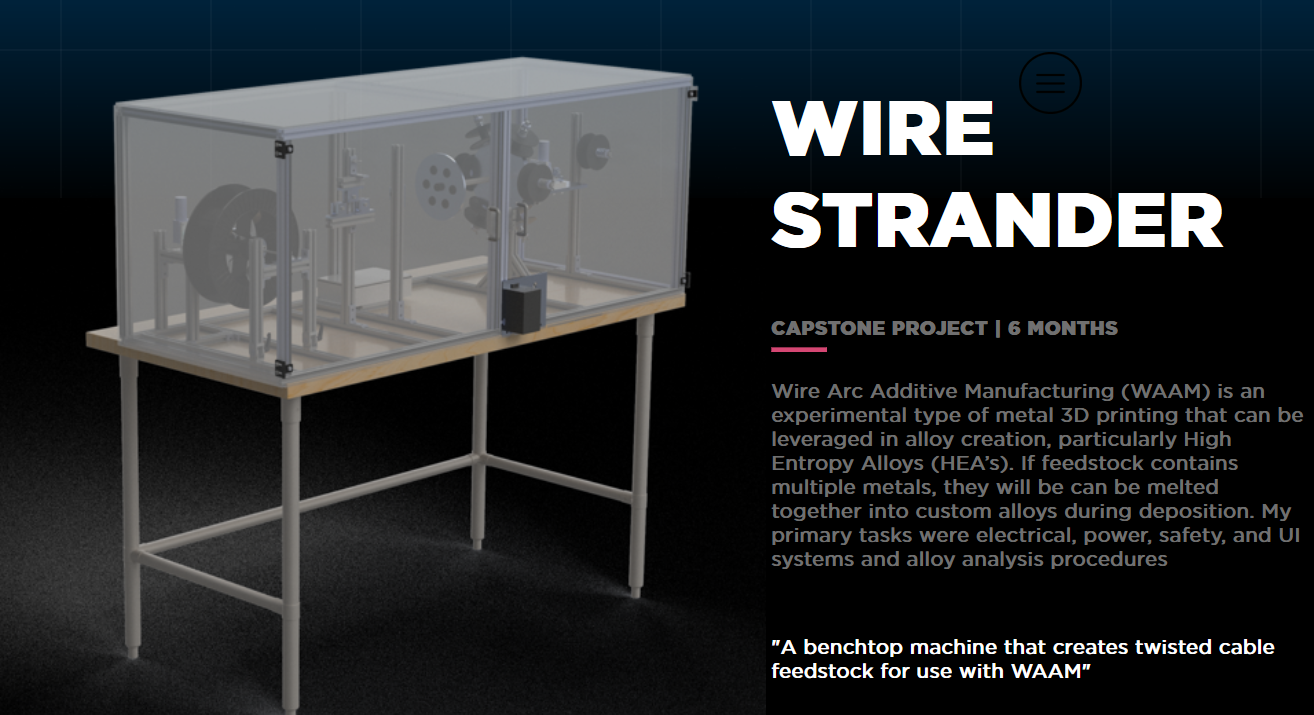 WIRE
STRANDER
CAPSTONE PROJECT | 6 MONTHS
Wire Arc Additive Manufacturing (WAAM) is an
experimental type of metal 3D printing that can be
leveraged in alloy creation, particularly High
Entropy Alloys (HEA's). If feedstock contains
multiple metals, they will be can be melted
together into custom alloys during deposition. My
primary tasks were electrical, power, safety, and UI
systems and alloy analysis procedures
"A benchtop machine that creates twisted cable
feedstock for use with WAAM"